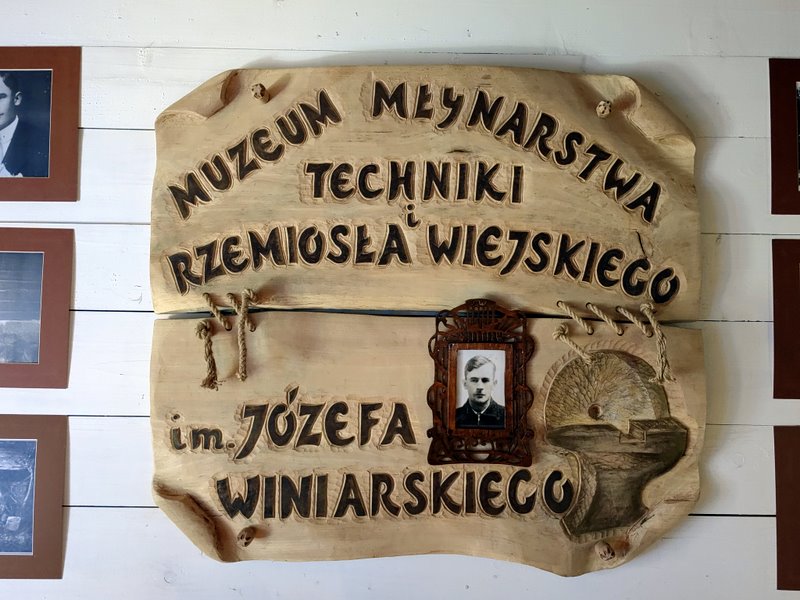 MUZEUM MŁYNARSTWA
TECHNIKI
i
RZEMIOSŁA WIEJSKIEGO
im. JÓZEFA
WINIARSKIEGO